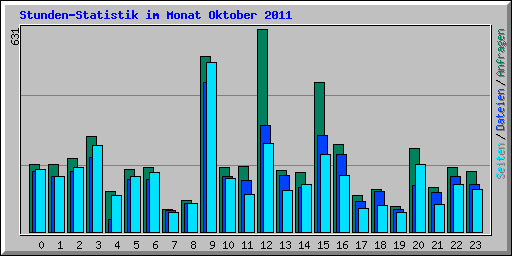 Stunden-Statistik im Monat Oktober 2011
631
Seiten / Dateien / Anfragen
0 1 2 3 4 5 6 7 8 9 10 11 12 13 14 15 16 17 18 19 20 21 22 23